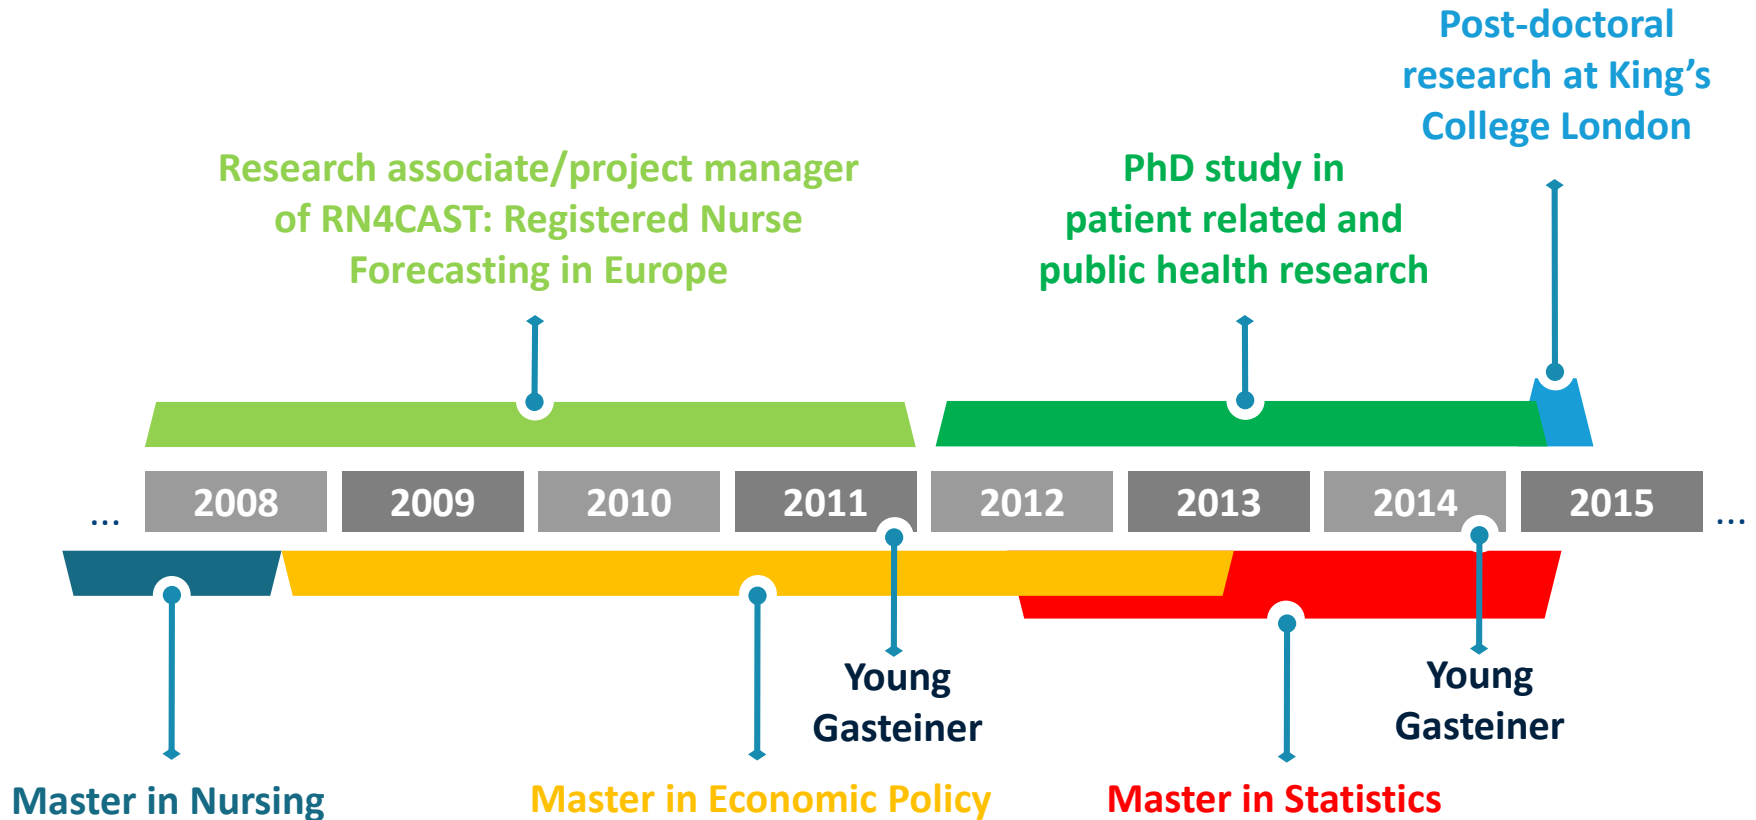 Post-doctoral
research at King’s
College London
Research associate/project manager
of RN4CAST: Registered Nurse
Forecasting in Europe
PhD study in
patient related and
public health research
... 2008 2009 2010 2011 2012 2013 2014 2015 ...
Young
Gasteiner
Young
Gasteiner
Master in Nursing
Master in Economic Policy
Master in Statistics